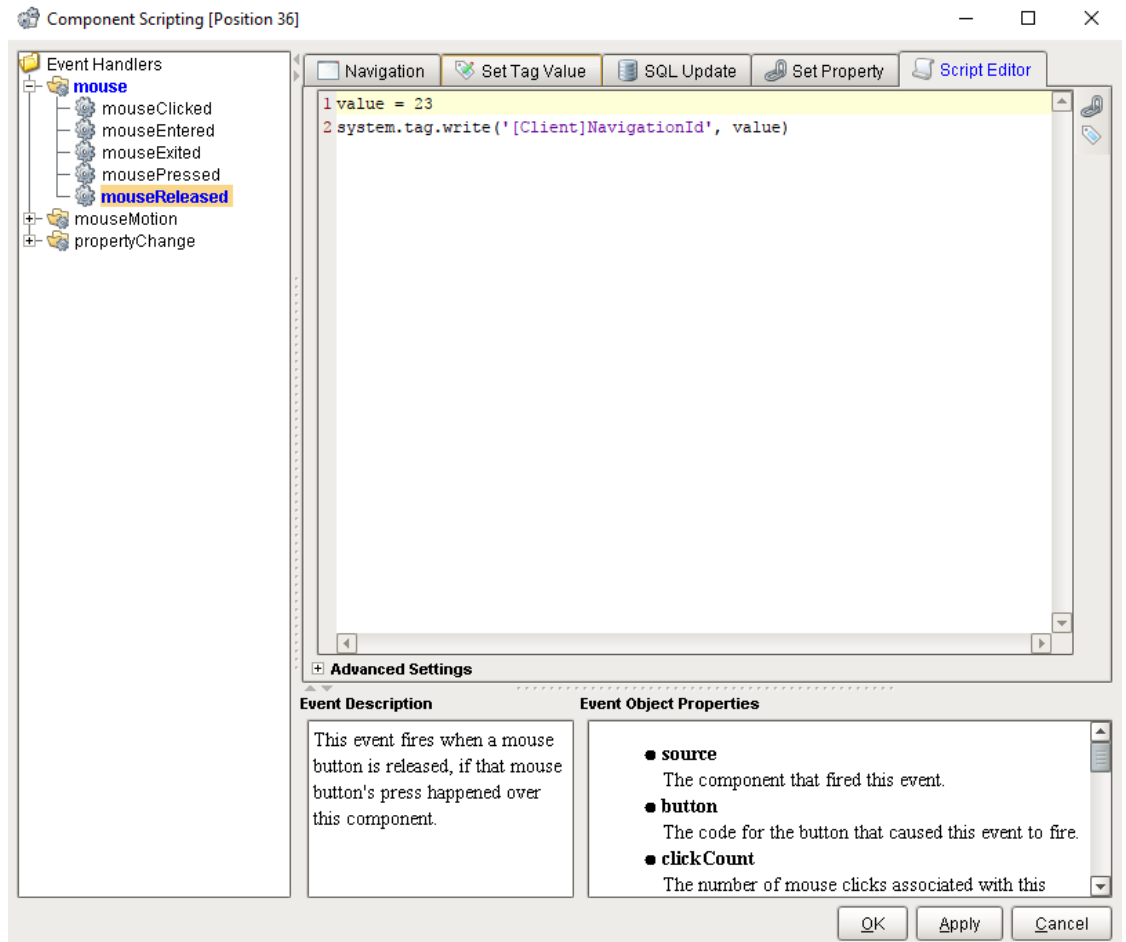 Component Scripting [Position 36]
Event Handlers
mouse
mouseClicked
mouseEntered
mouseExited
mousePressed
mouseReleased
mouseMotion
propertyChange
Navigation
Set Tag Value
SQL Update
Set Property
Script Editor
1 value = 23
2 system.tag.write('[Client]NavigationId', value)
Advanced Settings
Event Description
This event fires when a mouse
button is released, if that mouse
button's press happened over
this component.
Event Object Properties
source
The component that fired this event.
button
The code for the button that caused this event to fire.
clickCount
The number of mouse clicks associated with this
OK
Apply
Cancel